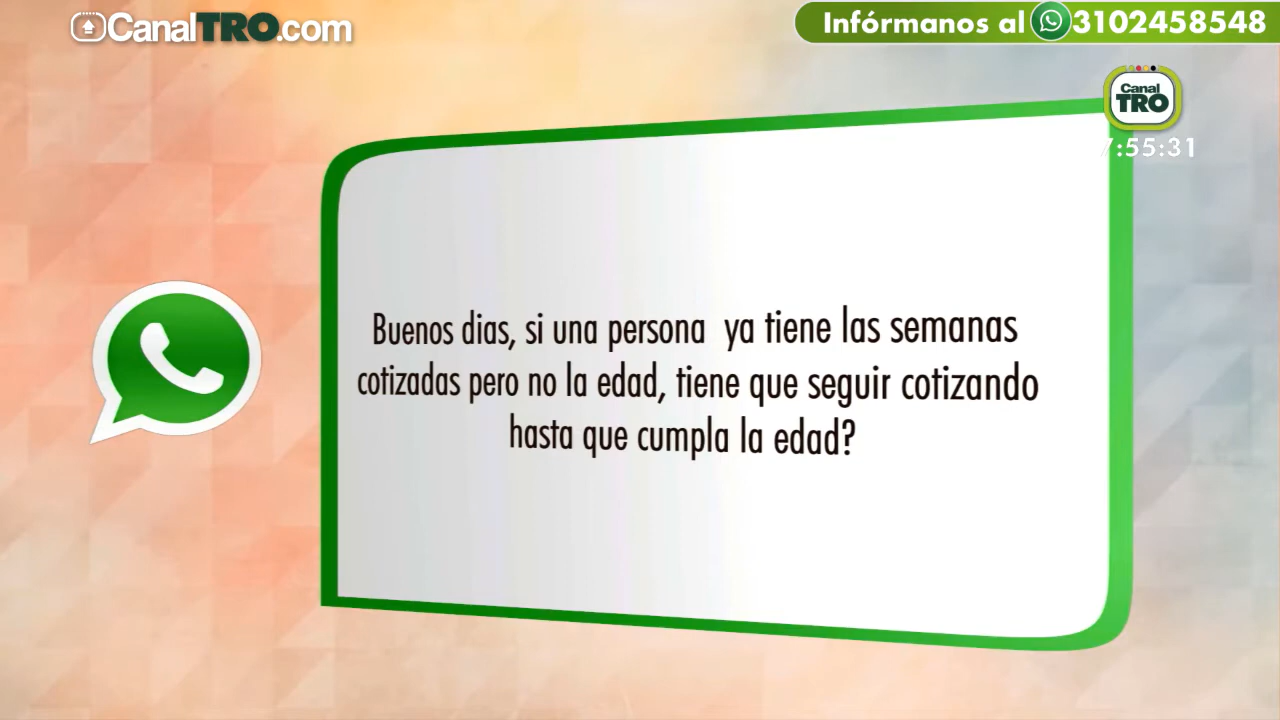 CanalTRO.com
Infórmanos al 3102458548
Canal
TRO
7:55:31
Buenos dias, si una persona ya tiene las semanas
cotizadas pero no la edad, tiene que seguir cotizando
hasta que cumpla la edad?